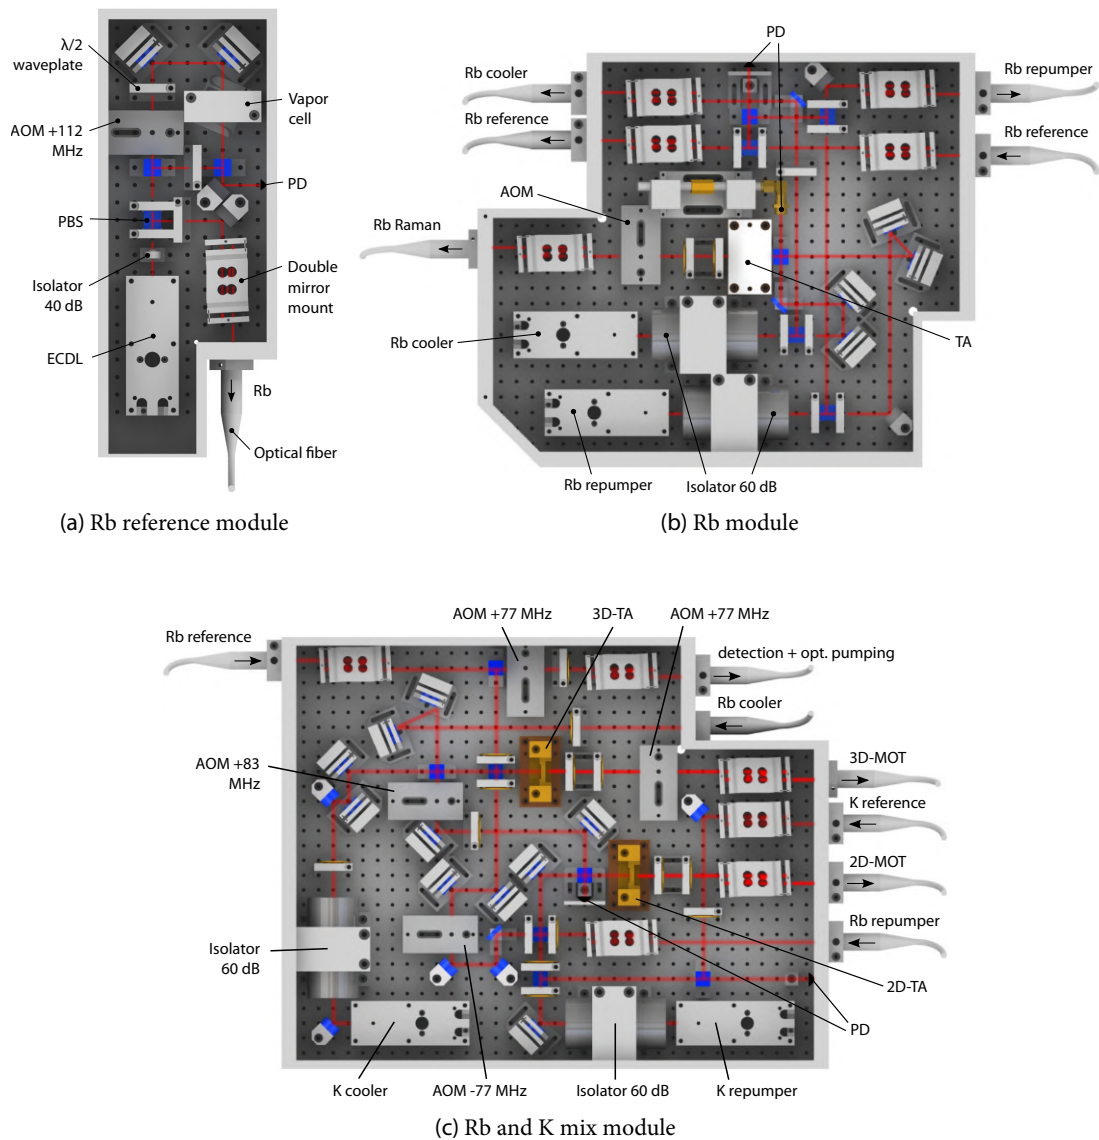 λ/2
waveplate
AOM +112
MHz
PBS
Isolator
40 dB
ECDL
Vapor
cell
PD
Double
mirror
mount
Rb
Optical fiber
(a) Rb reference module
PD
Rb cooler
Rb reference
Rb repumper
Rb reference
AOM
Rb Raman
Rb cooler
TA
Rb repumper
Isolator 60 dB
(b) Rb module
AOM +77 MHz
3D-TA
AOM +77 MHz
Rb reference
detection + opt. pumping
Rb cooler
AOM +83
MHz
3D-MOT
K reference
2D-MOT
Rb repumper
Isolator
60 dB
2D-TA
PD
K cooler
AOM -77 MHz
Isolator 60 dB
K repumper
(c) Rb and K mix module